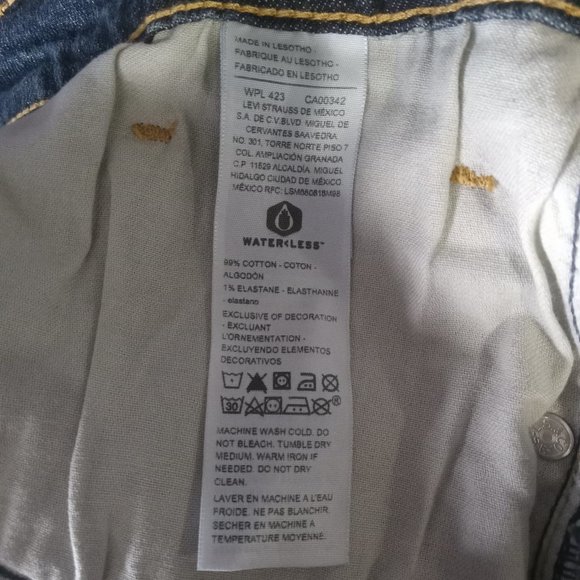 MADE IN LESOTHO -
FABRIQUE AU LESOTHO -
FABRICADO EN LESOTHO
WPL 423 CA00342
LEVI STRAUSS DE MÉXICO
S.A. DE C.V.BLVD. MIGUEL DE
CERVANTES SAAVEDRA
NO. 301, TORRE NORTE PISO 7
COL. AMPLIACIÓN GRANADA
C.P. 11529 ALCALDÍA. MIGUEL
HIDALGO CIUDAD DE MÉXICO
MÉXICO RFC: LSM680818M98
WATER<LESS™
99% COTTON - COTON -
ALGODÓN
1% ELASTANE - ELASTHANNE
- elastano
EXCLUSIVE OF DECORATION
- EXCLUANT
L'ORNEMENTATION -
EXCLUYENDO ELEMENTOS
DECORATIVOS
30 ®
MACHINE WASH COLD. DO
NOT BLEACH. TUMBLE DRY
MEDIUM. WARM IRON IF
NEEDED. DO NOT DRY
CLEAN.
LAVER EN MACHINE A L'EAU
FROIDE. NE PAS BLANCHIR.
SECHER EN MACHINE A
TEMPERATURE MOYENNE.